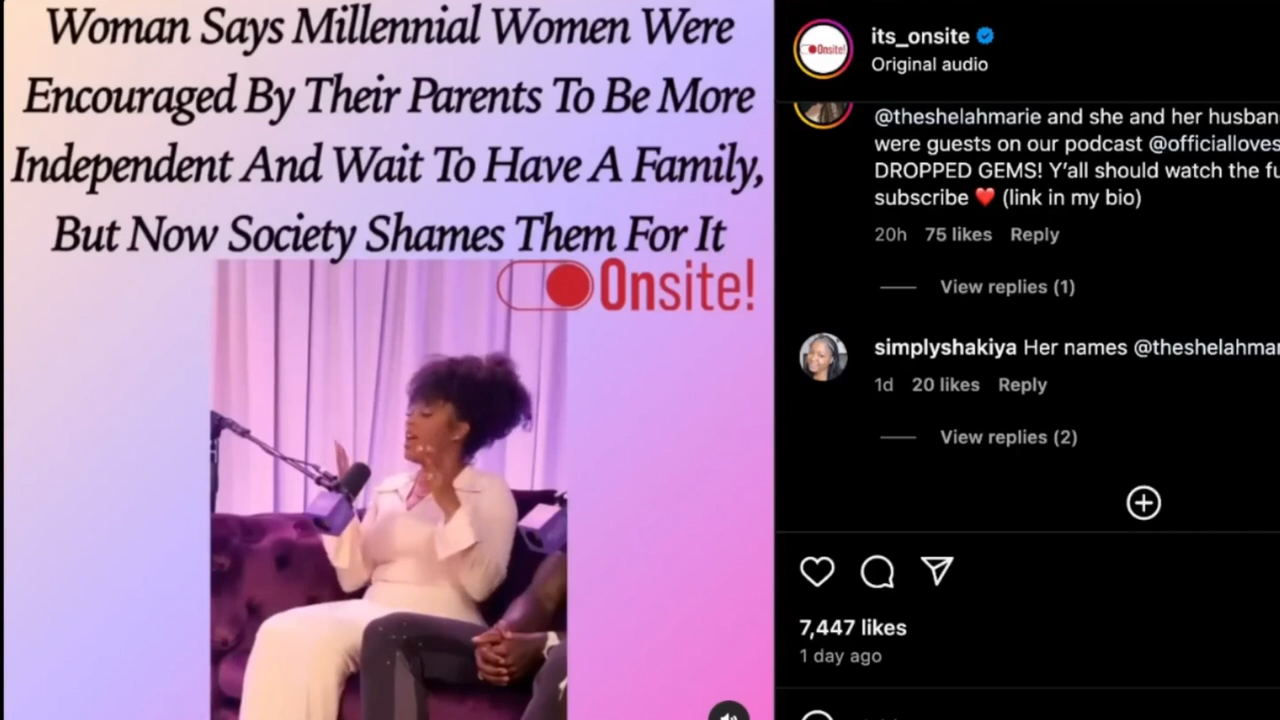 Woman Says Millennial Women Were
Encouraged By Their Parents To Be More
Independent And Wait To Have A Family,
But Now Society Shames Them For It
Onsite!
Onsite!
its_onsite
Original audio
@theshelahmarie and she and her husban
were guests on our podcast @officialloves
DROPPED GEMS! Y’all should watch the fu
subscribe ❤️ (link in my bio)
20h 75 likes Reply
View replies (1)
simplyshakiya Her names @theshelahmar
1d 20 likes Reply
View replies (2)
7,447 likes
1 day ago